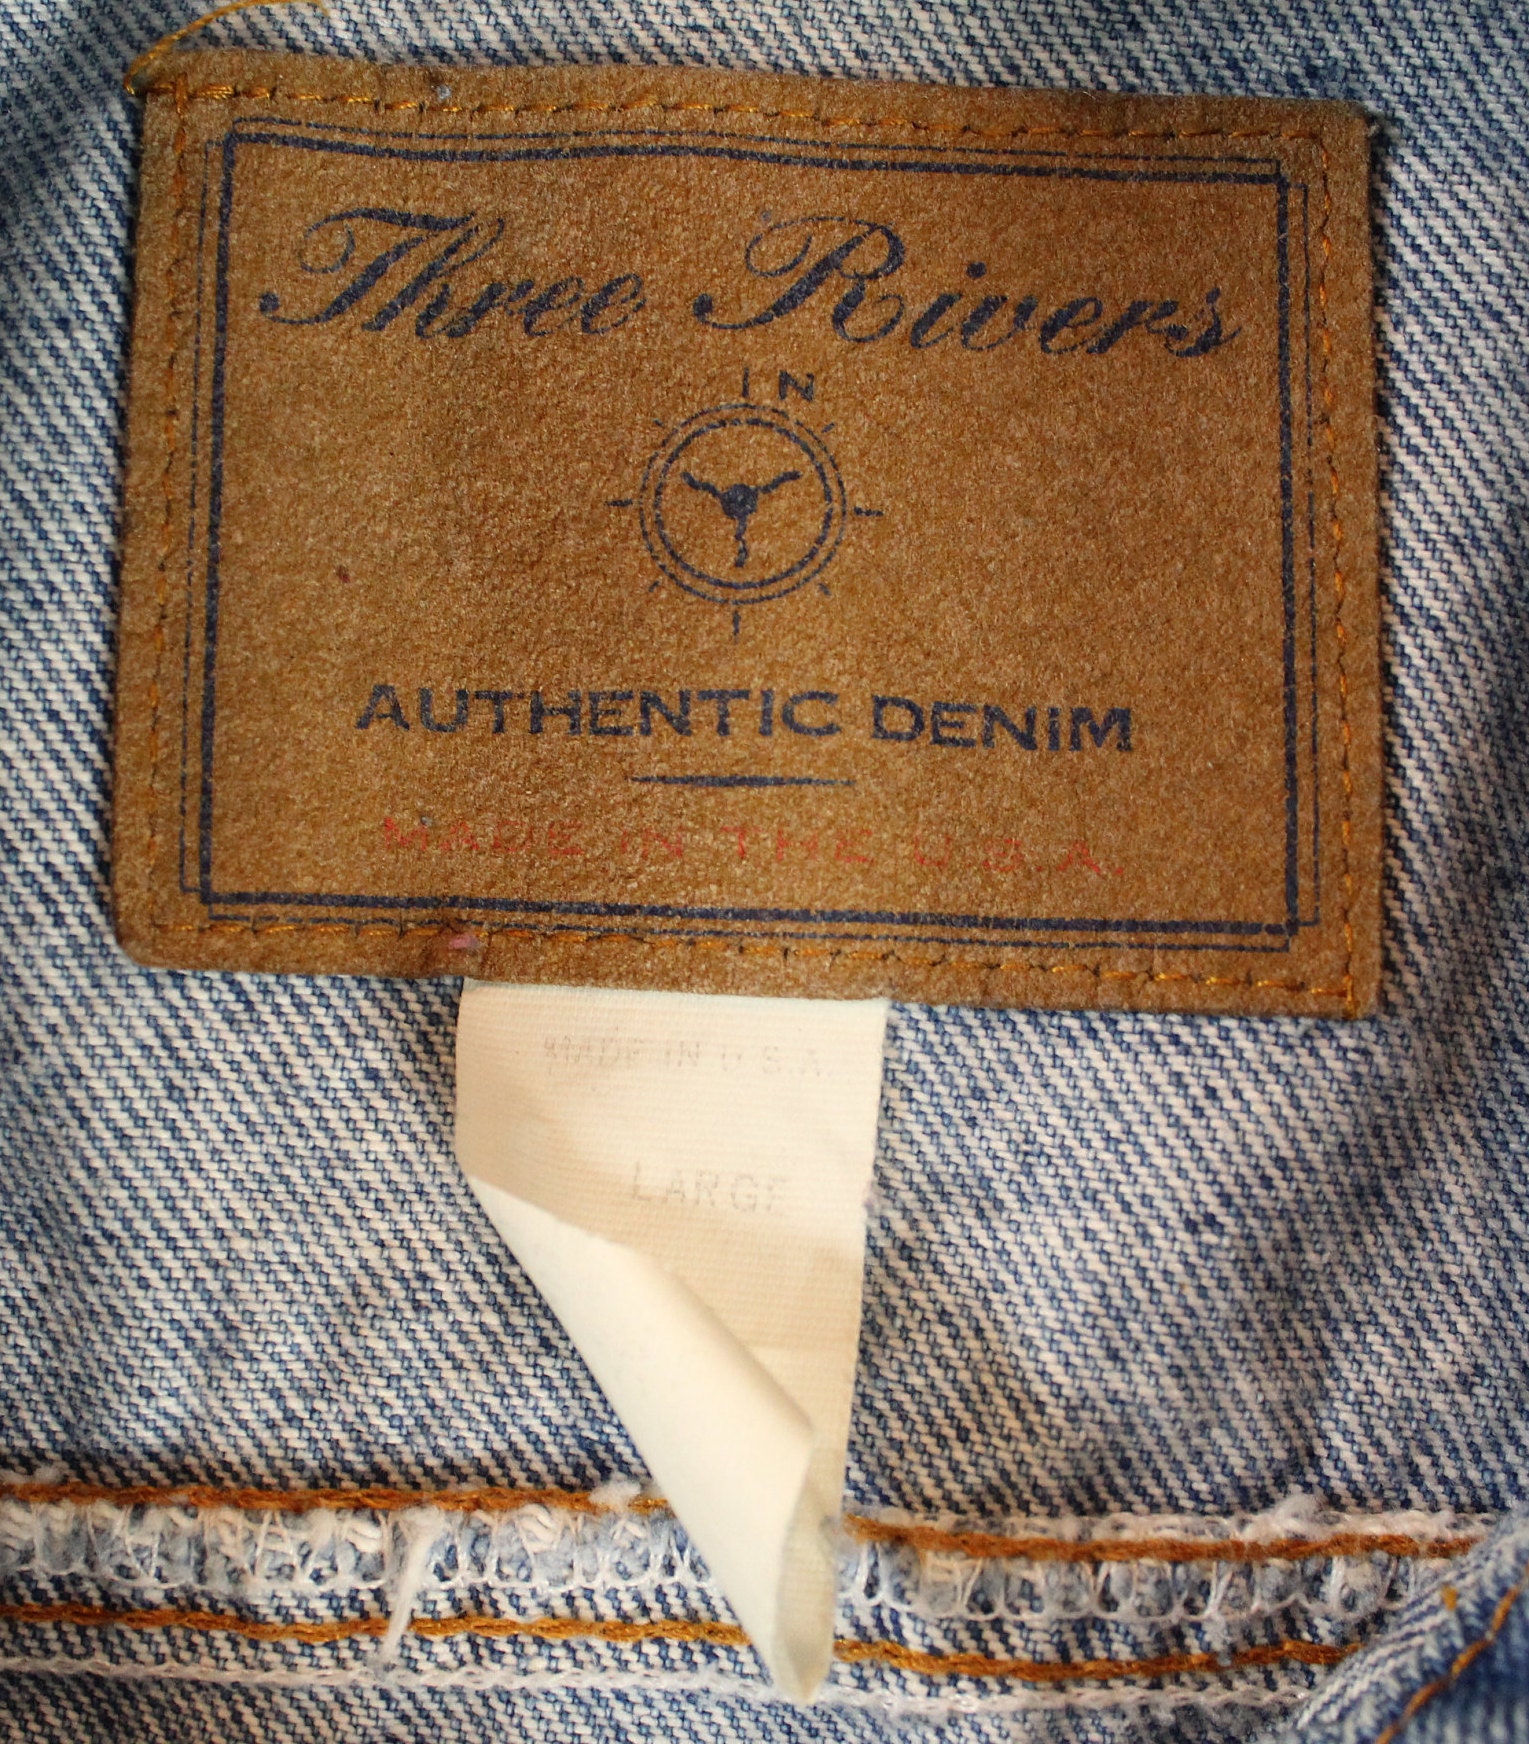 Three Rivers
IN
AUTHENTIC DENIM
MADE IN THE U.S.A.
MADE IN U.S.A.
LARGE